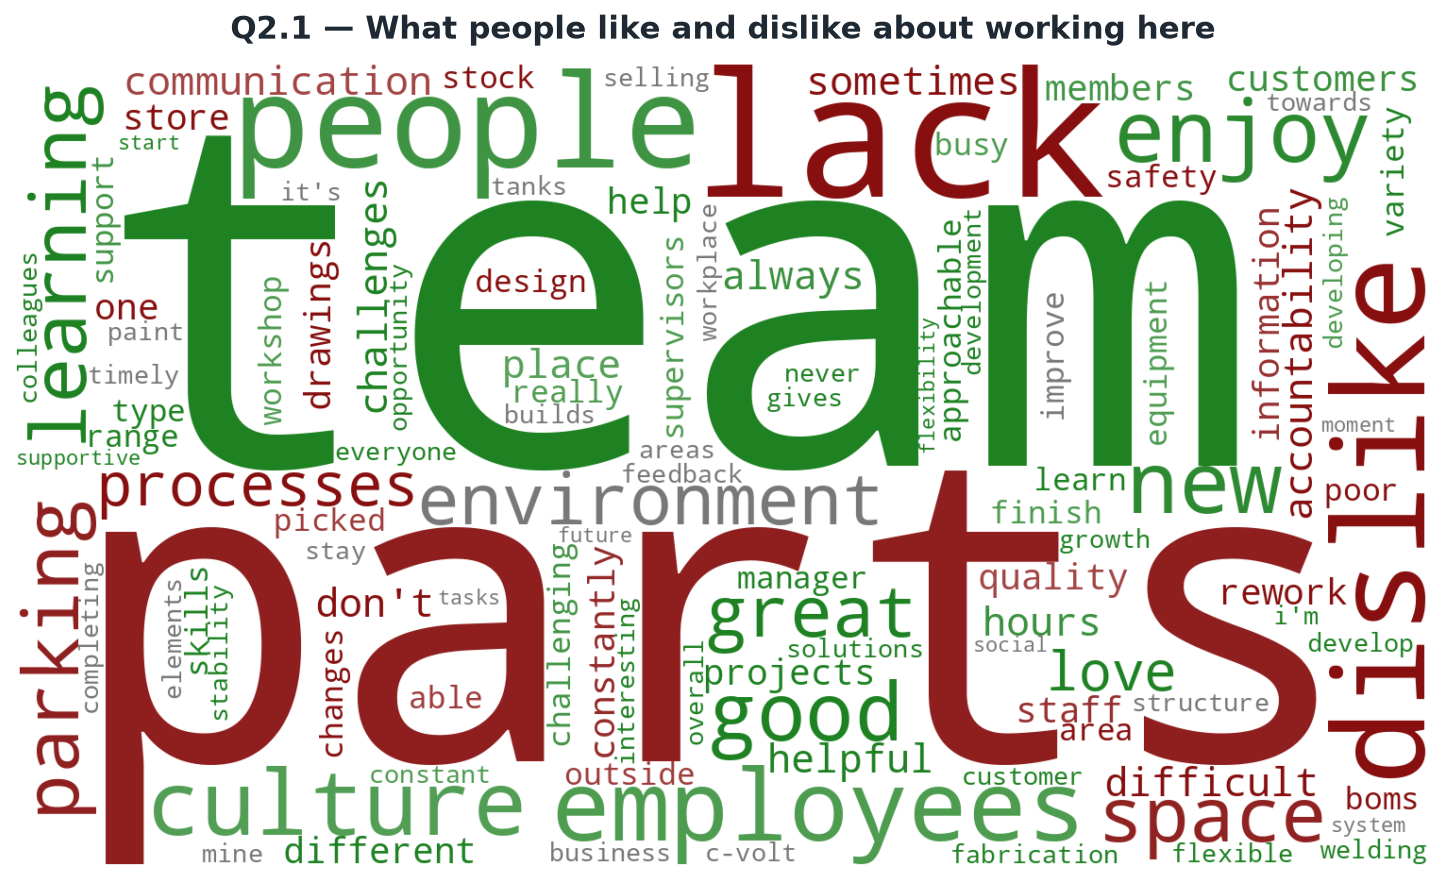 Q2.1 — What people like and dislike about working here
communication
stock
selling
sometimes
members
customers
towards
store
start
people
lack
busy
enjoy
variety
safety
learning
support
it's
tanks
help
challenges
team
workplace
supervisors
always
approachable
development
information
accountability
developing
dislike
colleagues
one
paint
timely
type
range
supportive
workshop
drawings
opportunity
design
place
really
builds
never
gives
flexibility
improve
equipment
moment
everyone
areas
feedback
processes
environment
learn
new
poor
parking
picked
stay
future
finish
growth
completing
elements
skills
stability
don't
tasks
changes
able
parts
challenging
constantly
interesting
manager
great
solutions
overall
projects
good
helpful
quality
hours
social
love
staff
area
structure
rework
i'm
develop
culture
constant
outside
employees
customer
difficult
space
boms
system
mine
different
business
c-volt
fabrication
flexible
welding